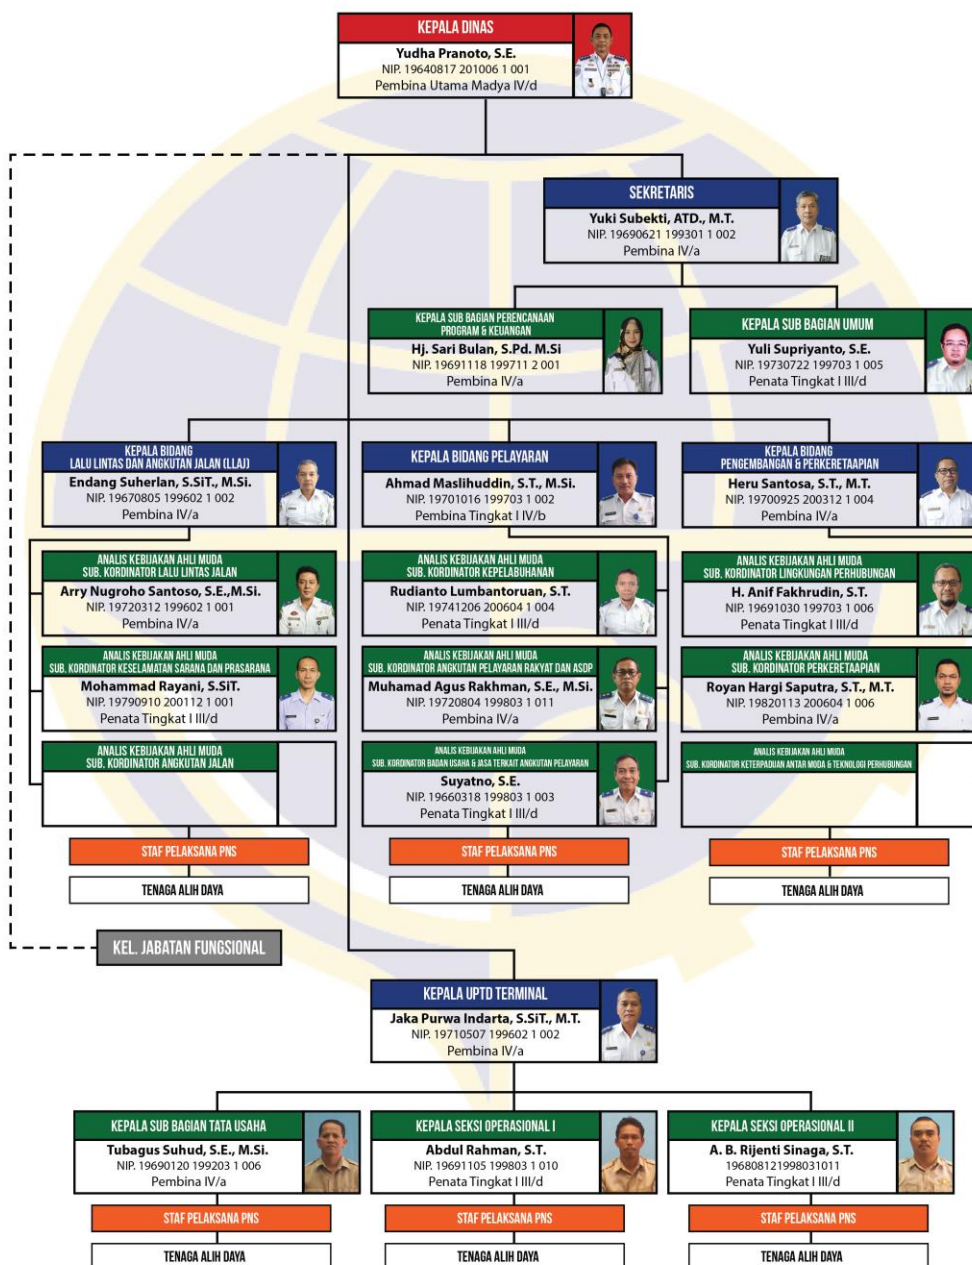 KEPALA DINAS
Yudha Pranoto, S.E.
NIP. 19640817 201006 1 001
Pembina Utama Madya IV/d
SEKRETARIS
Yuki Subekti, ATD., M.T.
NIP. 19690621 199301 1 002
Pembina IV/a
KEPALA SUB BAGIAN PERENCANAAN
PROGRAM & KEUANGAN
Hj. Sari Bulan, S.Pd. M.Si
NIP. 19691118 199711 2 001
Pembina IV/a
KEPALA SUB BAGIAN UMUM
Yuli Supriyanto, S.E.
NIP. 19730722 199703 1 005
Penata Tingkat I III/d
KEPALA BIDANG
LALU LINTAS DAN ANGKUTAN JALAN (LLAJ)
Endang Suherlan, S.SiT., M.Si.
NIP. 19670805 199602 1 002
Pembina IV/a
KEPALA BIDANG PELAYARAN
Ahmad Maslihuddin, S.T., M.Si.
NIP. 19701016 199703 1 002
Pembina Tingkat I IV/b
KEPALA BIDANG
PENGEMBANGAN & PERKERETAAPIAN
Heru Santosa, S.T., M.T.
NIP. 19700925 200312 1 004
Pembina IV/a
ANALIS KEBIJAKAN AHLI MUDA
SUB. KORDINATOR LALU LINTAS JALAN
Arry Nugroho Santoso, S.E.,M.Si.
NIP. 19720312 199602 1 001
Pembina IV/a
ANALIS KEBIJAKAN AHLI MUDA
SUB. KORDINATOR KEPELABUHANAN
Rudianto Lumbantoruan, S.T.
NIP. 19741206 200604 1 004
Penata Tingkat I III/d
ANALIS KEBIJAKAN AHLI MUDA
SUB. KORDINATOR LINGKUNGAN PERHUBUNGAN
H. Anif Fakhrudin, S.T.
NIP. 19691030 199703 1 006
Penata Tingkat I III/d
ANALIS KEBIJAKAN AHLI MUDA
SUB. KORDINATOR KESELAMATAN SARANA DAN PRASARANA
Mohammad Rayani, S.SiT.
NIP. 19790910 200112 1 001
Penata Tingkat I III/d
ANALIS KEBIJAKAN AHLI MUDA
SUB. KORDINATOR ANGKUTAN PELAYARAN RAKYAT DAN ASDP
Muhamad Agus Rakhman, S.E., M.Si.
NIP. 19720804 199803 1 011
Pembina IV/a
ANALIS KEBIJAKAN AHLI MUDA
SUB. KORDINATOR PERKERETAAPIAN
Royan Hargi Saputra, S.T., M.T.
NIP. 19820113 200604 1 006
Pembina IV/a
ANALIS KEBIJAKAN AHLI MUDA
SUB. KORDINATOR ANGKUTAN JALAN
ANALIS KEBIJAKAN AHLI MUDA
SUB. KORDINATOR BADAN USAHA & JASA TERKAIT ANGKUTAN PELAYARAN
Suyatno, S.E.
NIP. 19660318 199803 1 003
Penata Tingkat I III/d
ANALIS KEBIJAKAN AHLI MUDA
SUB. KORDINATOR KETERPADUAN ANTAR MODA & TEKNOLOGI PERHUBUNGAN
STAF PELAKSANA PNS
TENAGA ALIH DAYA
STAF PELAKSANA PNS
TENAGA ALIH DAYA
STAF PELAKSANA PNS
TENAGA ALIH DAYA
KEL. JABATAN FUNGSIONAL
KEPALA UPTD TERMINAL
Jaka Purwa Indarta, S.SiT., M.T.
NIP. 19710507 199602 1 002
Pembina IV/a
KEPALA SUB BAGIAN TATA USAHA
Tubagus Suhud, S.E., M.Si.
NIP. 19690120 199203 1 006
Pembina IV/a
KEPALA SEKSI OPERASIONAL I
Abdul Rahman, S.T.
NIP. 19691105 199803 1 010
Penata Tingkat I III/d
KEPALA SEKSI OPERASIONAL II
A. B. Rijenti Sinaga, S.T.
196808121998031011
Penata Tingkat I III/d
STAF PELAKSANA PNS
TENAGA ALIH DAYA
STAF PELAKSANA PNS
TENAGA ALIH DAYA
STAF PELAKSANA PNS
TENAGA ALIH DAYA